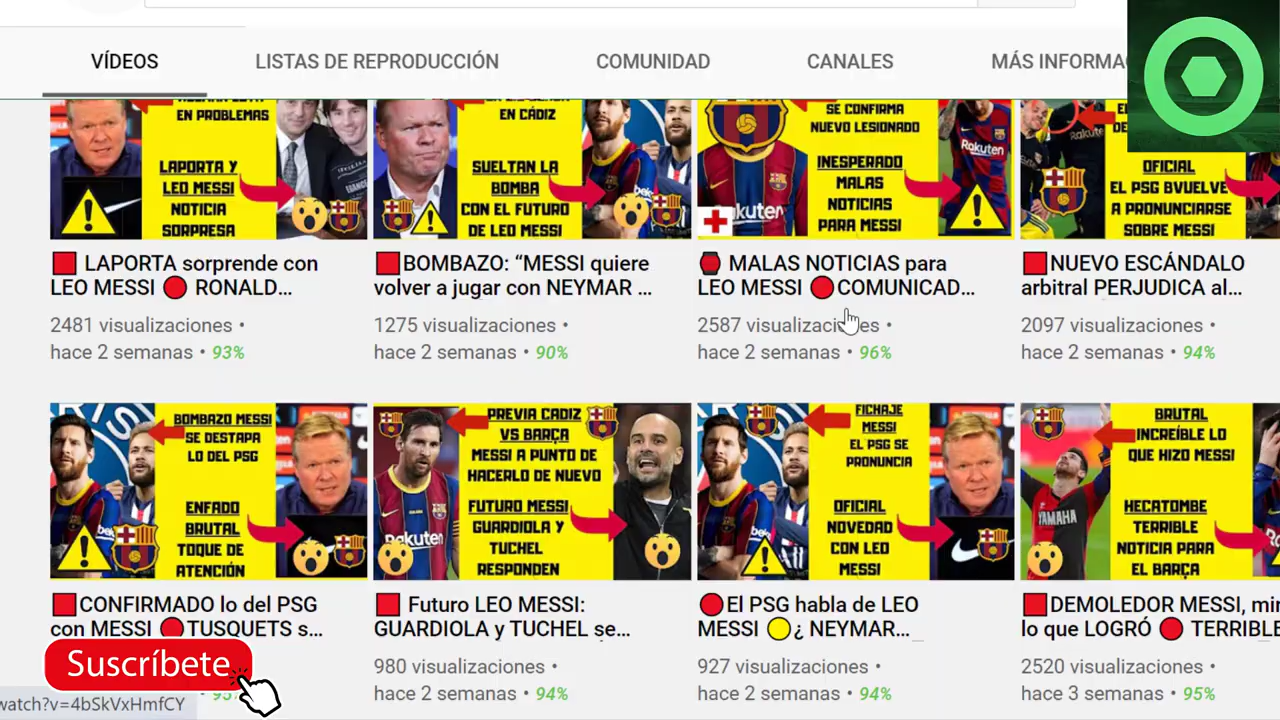 VÍDEOS
LISTAS DE REPRODUCCIÓN
COMUNIDAD
CANALES
MÁS INFORMA
EN PROBLEMAS
LAPORTA Y
LEO MESSI
NOTICIA
SORPRESA
EN CÁDIZ
SUELTAN LA
BOMBA
CON EL FUTURO
DE LEO MESSI
SE CONFIRMA
NUEVO LESIONADO
INESPERADO
MALAS
NOTICIAS
PARA MESSI
Rakuten
kuten
OFICIAL
EL PSG BVUELVE
A PRONUNCIARSE
SOBRE MESSI
LAPORTA sorprende con
LEO MESSI 🔴 RONALD...
2481 visualizaciones •
hace 2 semanas • 93%
BOMBAZO: “MESSI quiere
volver a jugar con NEYMAR ...
1275 visualizaciones •
hace 2 semanas • 90%
MALAS NOTICIAS para
LEO MESSI 🔴COMUNICAD...
2587 visualizaciones •
hace 2 semanas • 96%
NUEVO ESCÁNDALO
arbitral PERJUDICA al...
2097 visualizaciones •
hace 2 semanas • 94%
BOMBAZO MESSI
SE DESTAPA
LO DEL PSG
ENFADO
BRUTAL
TOQUE DE
ATENCIÓN
PREVIA CADIZ
VS BARÇA
MESSI A PUNTO DE
HACERLO DE NUEVO
FUTURO MESSI
GUARDIOLA Y
TUCHEL
RESPONDEN
Rakuten
FICHAJE
MESSI
EL PSG SE
PRONUNCIA
OFICIAL
NOVEDAD
CON LEO
MESSI
BRUTAL
INCREÍBLE LO
QUE HIZO MESSI
HECATOMBE
TERRIBLE
NOTICIA PARA
EL BARÇA
YAMAHA
CONFIRMADO lo del PSG
con MESSI 🔴TUSQUETS s...
Futuro LEO MESSI:
GUARDIOLA y TUCHEL se...
980 visualizaciones •
hace 2 semanas • 94%
El PSG habla de LEO
MESSI 🟡¿ NEYMAR...
927 visualizaciones •
hace 2 semanas • 94%
DEMOLEDOR MESSI, mir
lo que LOGRÓ 🔴 TERRIBLE
2520 visualizaciones •
hace 3 semanas • 95%
Suscríbete
watch?v=4bSkVxHmfCY